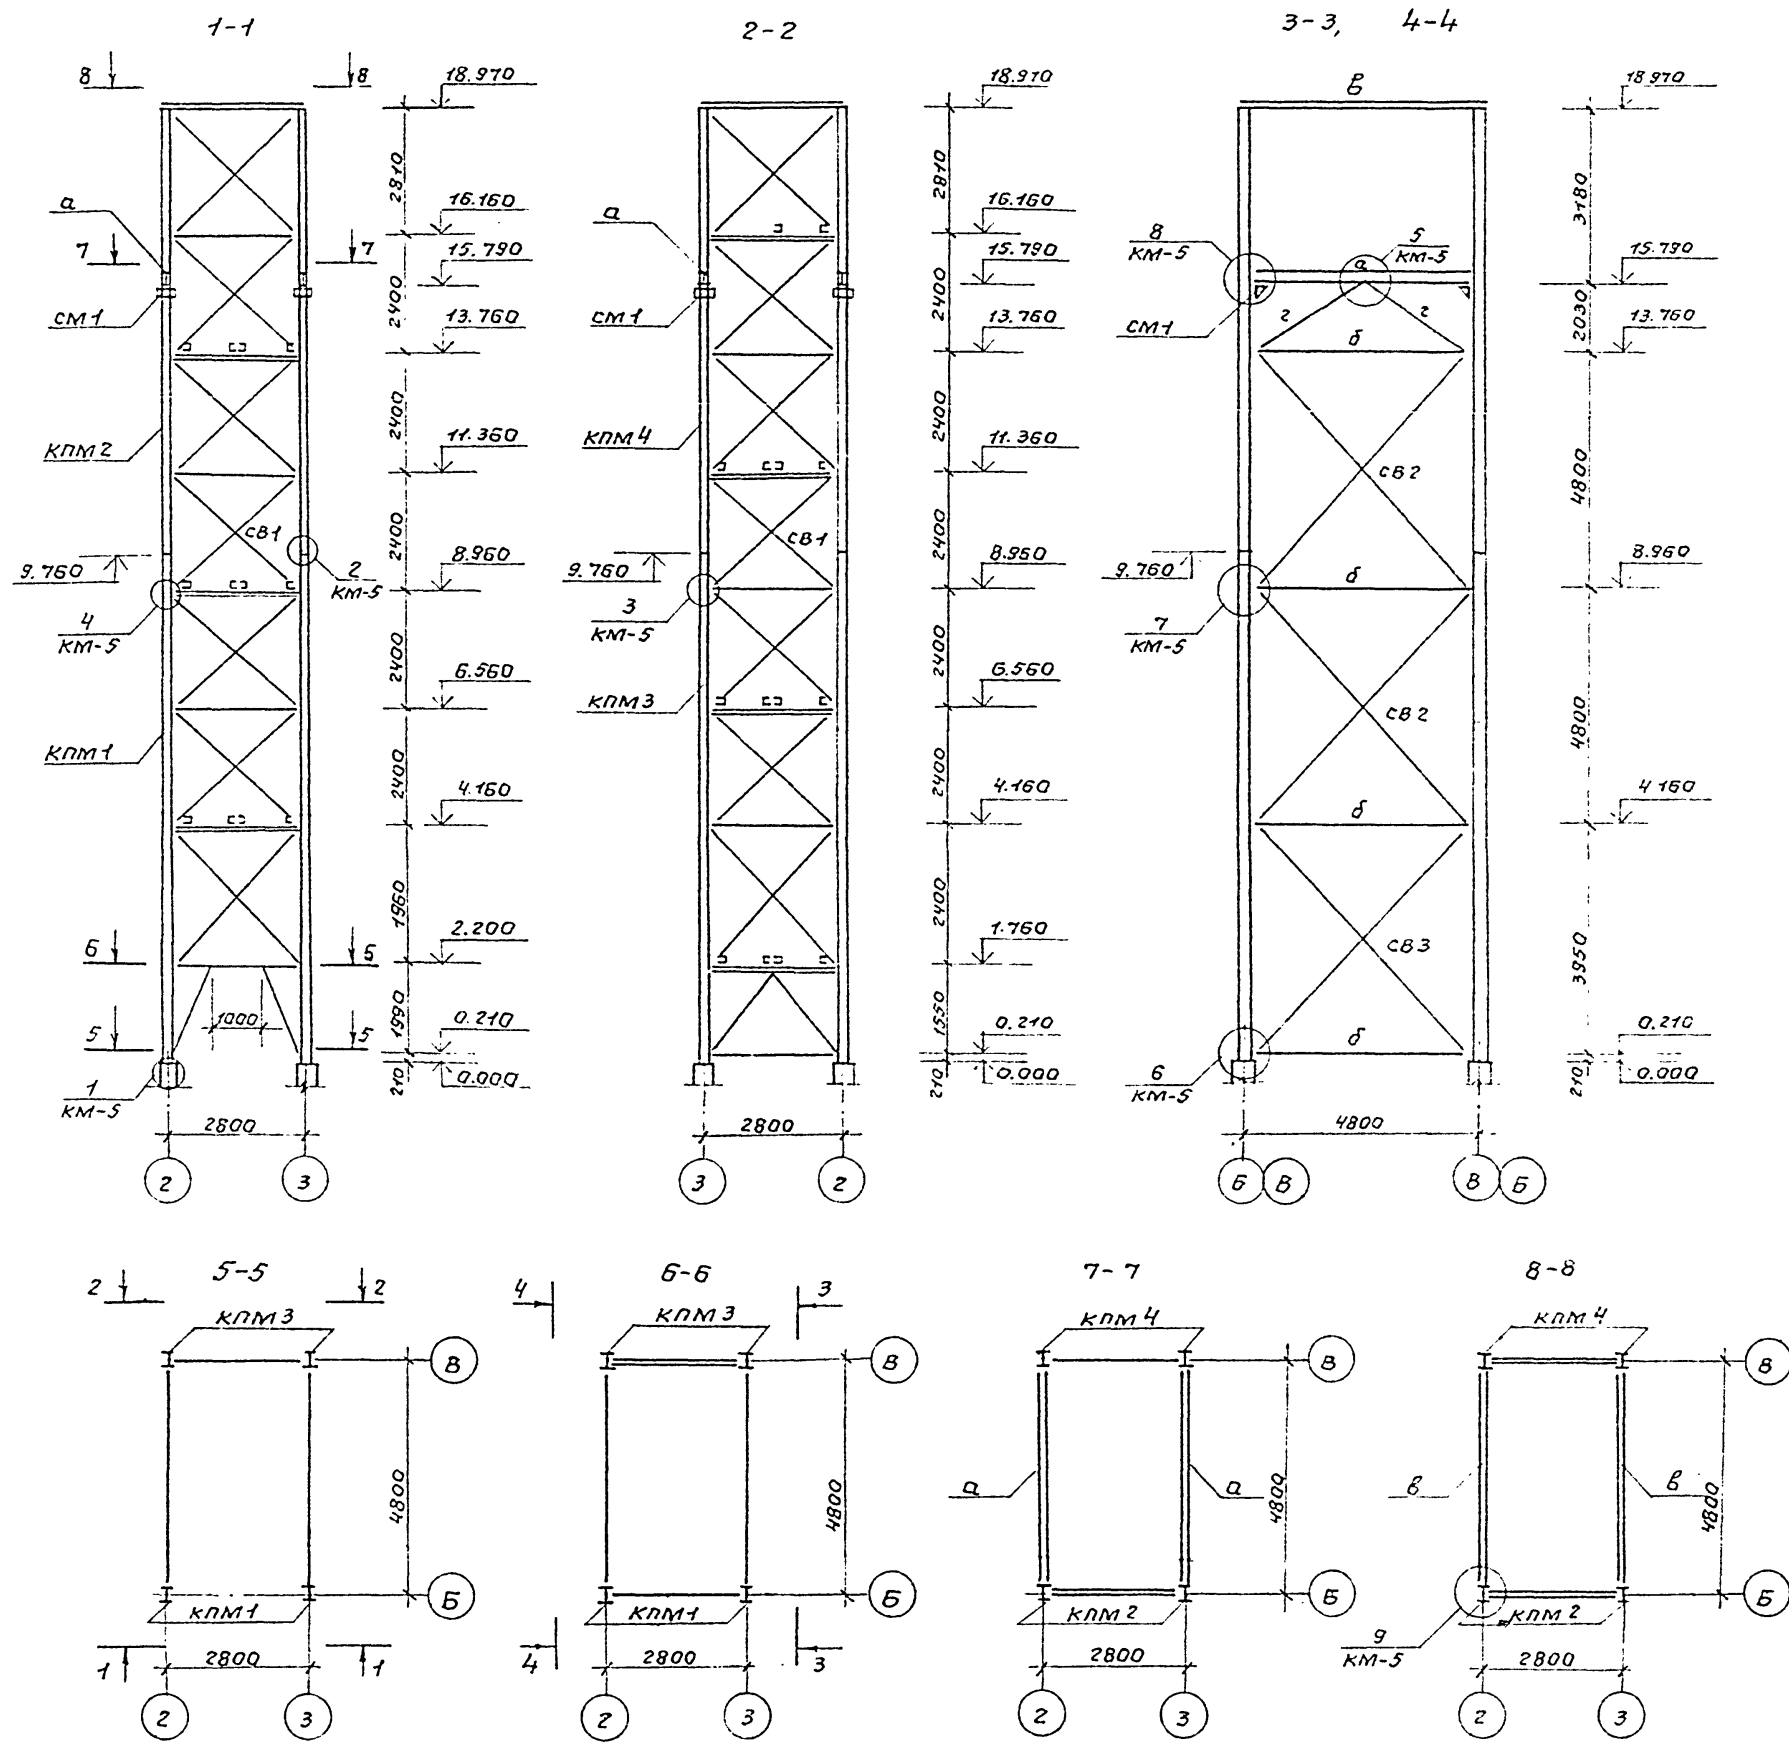 1-1
8
8
18.970
2810
16.160
а
7
7
15.790
СМ1
2400
13.760
КПМ2
2400
11.360
СВ1
2400
9.760
8.960
2
КМ-5
4
КМ-5
2400
6.560
КПМ1
2400
4.160
1960
6
5
2.200
1000
1990
5
5
0.210
1
КМ-5
210
0.000
2800
2
3
2-2
18.970
2810
16.160
а
15.790
СМ1
2400
13.760
КПМ4
2400
11.360
СВ1
2400
9.760
8.960
3
КМ-5
2400
6.560
КПМ3
2400
4.160
2400
1.760
1550
0.210
210
0.000
2800
3
2
3-3, 4-4
в
18.970
3180
8
КМ-5
5
КМ-5
а
15.790
СМ1
г
г
2030
13.760
б
СВ2
4800
9.760
8.960
б
7
КМ-5
СВ2
4800
4.160
б
СВ3
3950
0.210
б
6
КМ-5
210
0.000
4800
Б
В
В
Б
5-5
2
2
КПМ3
В
4800
Б
КПМ1
1
1
2800
2
3
6-6
4
3
КПМ3
В
4800
Б
КПМ1
4
3
2800
2
3
7-7
КПМ4
В
а
а
4800
Б
КПМ2
2800
2
3
8-8
КПМ4
В
в
в
4800
Б
КПМ2
9
КМ-5
2800
2
3